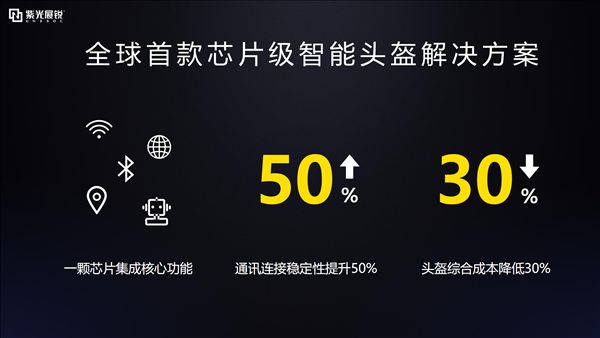 紫光展锐
UNISOC
全球首款芯片级智能头盔解决方案
50%
30%
一颗芯片集成核心功能
通讯连接稳定性提升50%
头盔综合成本降低30%